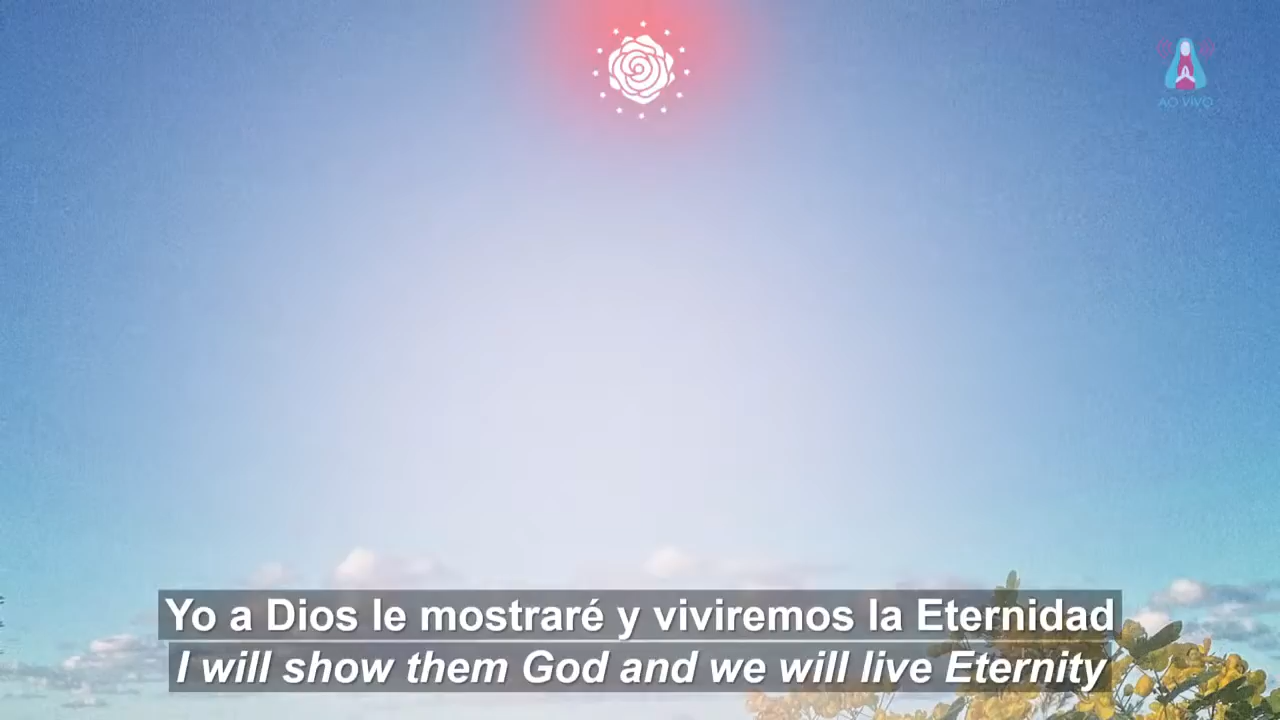 AO VIVO
Yo a Dios le mostraré y viviremos la Eternidad
I will show them God and we will live Eternity